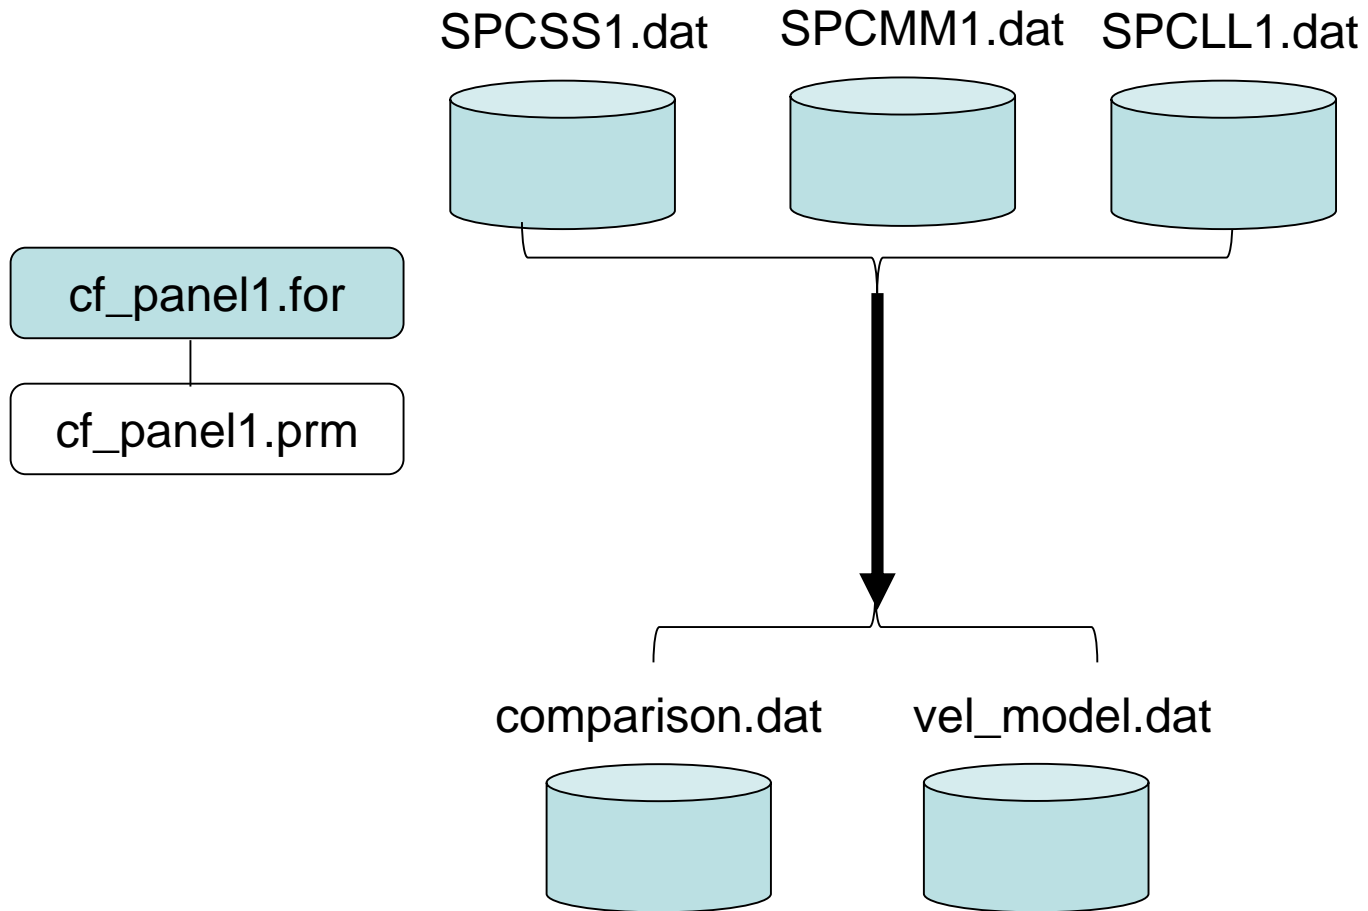 SPCSS1.dat
SPCMM1.dat
SPCLL1.dat
cf_panel1.for
cf_panel1.prm
comparison.dat
vel_model.dat